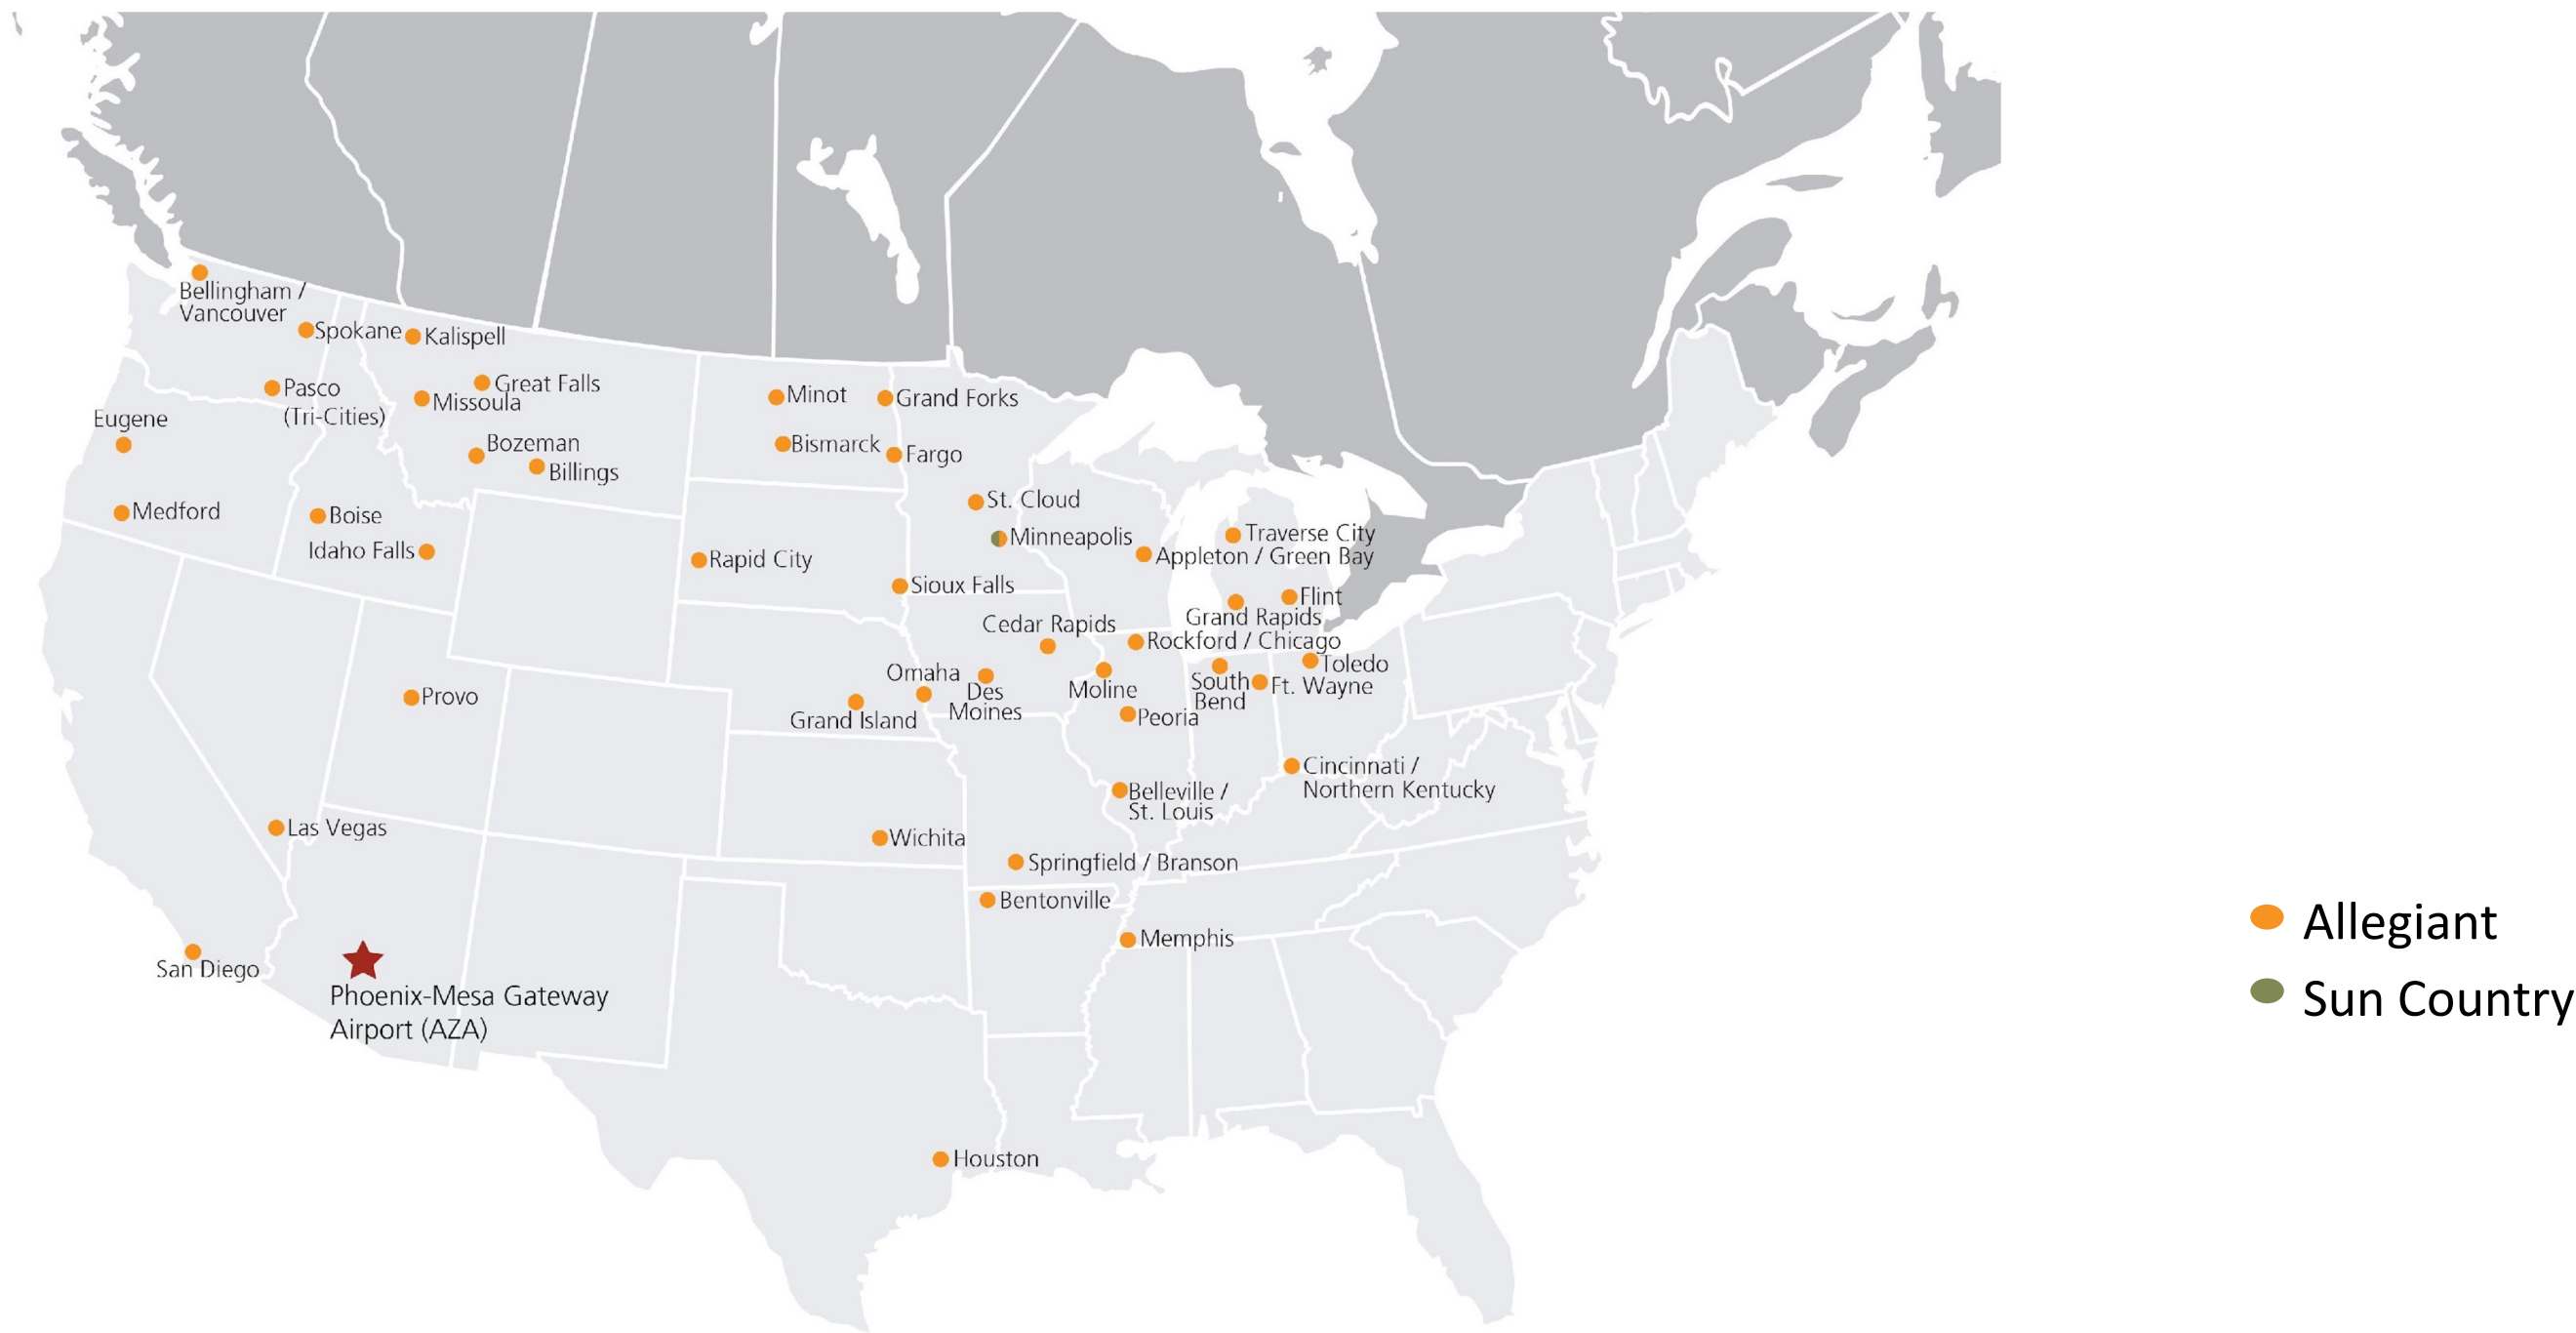 Bellingham /
Vancouver
Spokane
Kalispell
Pasco
(Tri-Cities)
Great Falls
Missoula
Eugene
Bozeman
Billings
Medford
Boise
Idaho Falls
Minot
Grand Forks
Bismarck
Fargo
St. Cloud
Minneapolis
Traverse City
Appleton / Green Bay
Rapid City
Sioux Falls
Flint
Grand Rapids
Cedar Rapids
Rockford / Chicago
Omaha
Des
Moines
Moline
South
Bend
Toledo
Ft. Wayne
Provo
Grand Island
Peoria
Cincinnati /
Northern Kentucky
Belleville /
St. Louis
Las Vegas
Wichita
Springfield / Branson
Bentonville
Memphis
San Diego
Phoenix-Mesa Gateway
Airport (AZA)
Houston
Allegiant
Sun Country